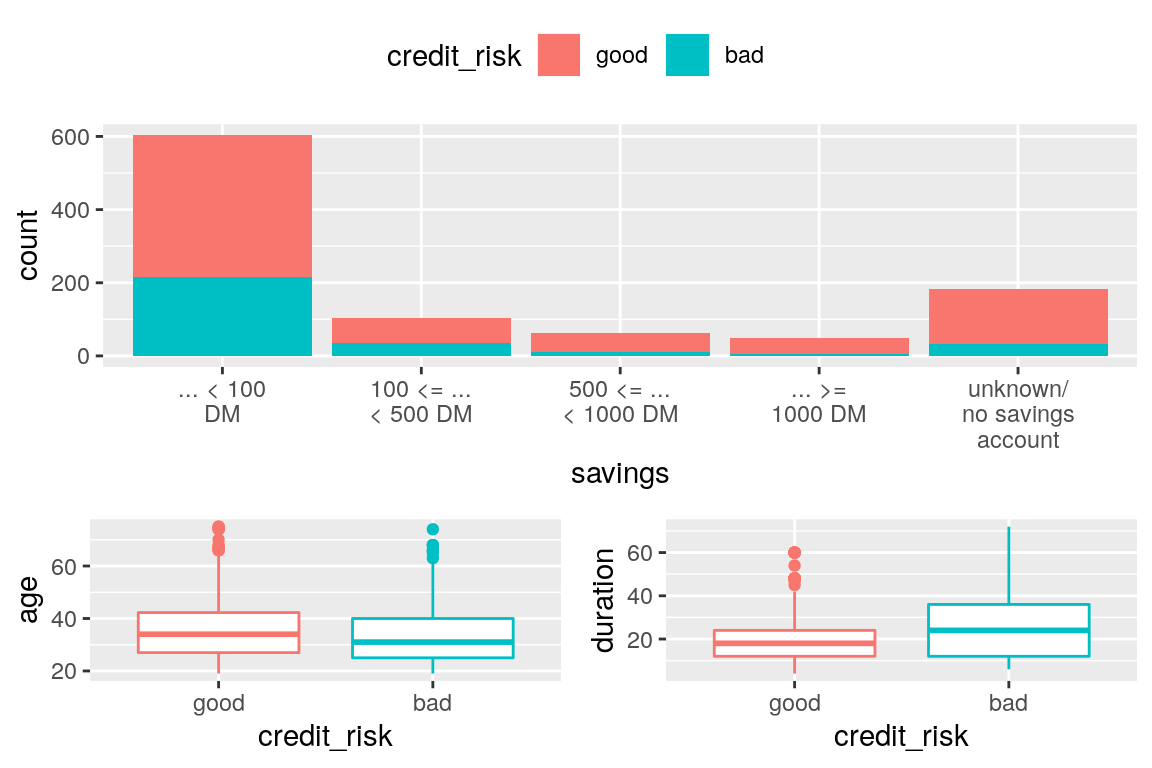 credit_risk good bad
600
400
200
0
count
... < 100
DM
100 <= ...
< 500 DM
500 <= ...
< 1000 DM
... >=
1000 DM
unknown/
no savings
account
savings
60
40
20
age
good bad
credit_risk
60
40
20
duration
good bad
credit_risk